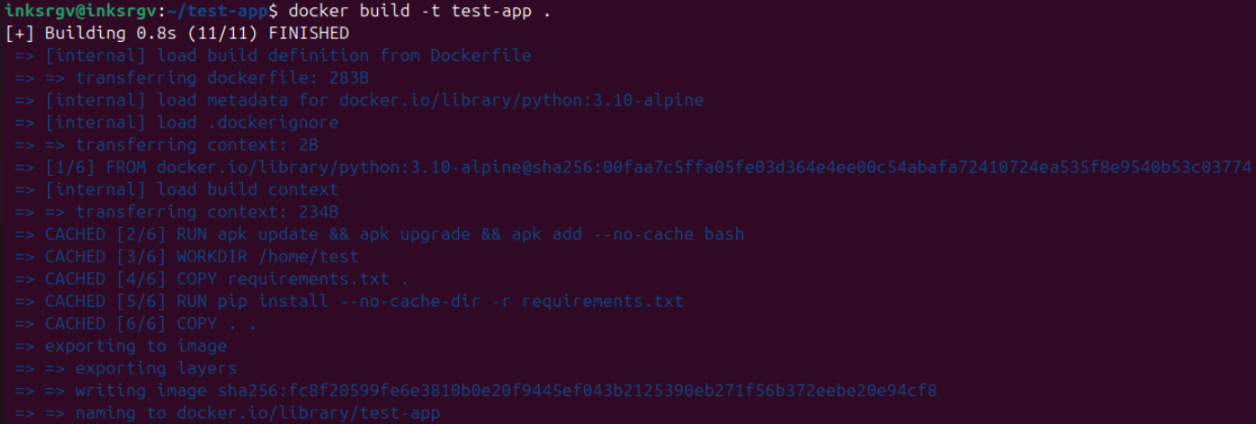 inksrgv@inksrgv:~/test-app$ docker build -t test-app .
[+] Building 0.8s (11/11) FINISHED
=> [internal] load build definition from Dockerfile
=> => transferring dockerfile: 283B
=> [internal] load metadata for docker.io/library/python:3.10-alpine
=> [internal] load .dockerignore
=> => transferring context: 2B
=> [1/6] FROM docker.io/library/python:3.10-alpine@sha256:00faa7c5ffa05fe03d364e4ee00c54abafa72410724ea535f8e9540b53c03774
=> [internal] load build context
=> => transferring context: 234B
=> CACHED [2/6] RUN apk update && apk upgrade && apk add --no-cache bash
=> CACHED [3/6] WORKDIR /home/test
=> CACHED [4/6] COPY requirements.txt .
=> CACHED [5/6] RUN pip install --no-cache-dir -r requirements.txt
=> CACHED [6/6] COPY . .
=> exporting to image
=> => exporting layers
=> => writing image sha256:fc8f20599fe6e3810b0e20f9445ef043b2125390eb271f56b372eebe20e94cf8
=> => naming to docker.io/library/test-app